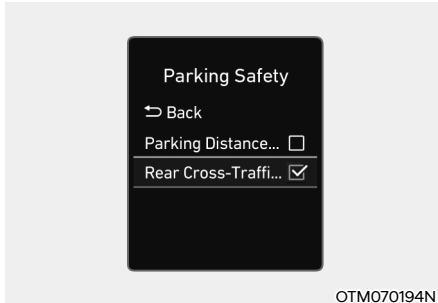 Parking Safety
Back
Parking Distance...
Rear Cross-Traffi...
OTM070194N